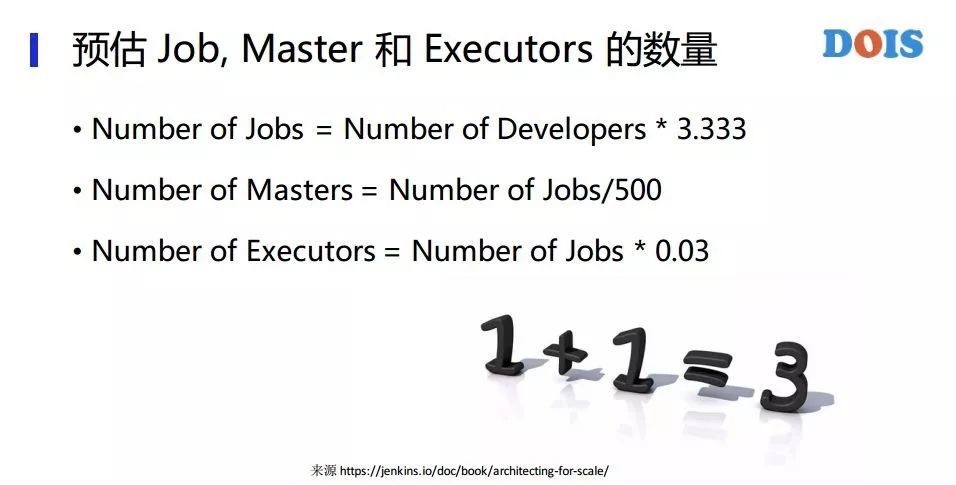 预估 Job, Master 和 Executors 的数量
DOIS
• Number of Jobs = Number of Developers * 3.333
• Number of Masters = Number of Jobs/500
• Number of Executors = Number of Jobs * 0.03
1+1=3
来源 https://jenkins.io/doc/book/architecting-for-scale/